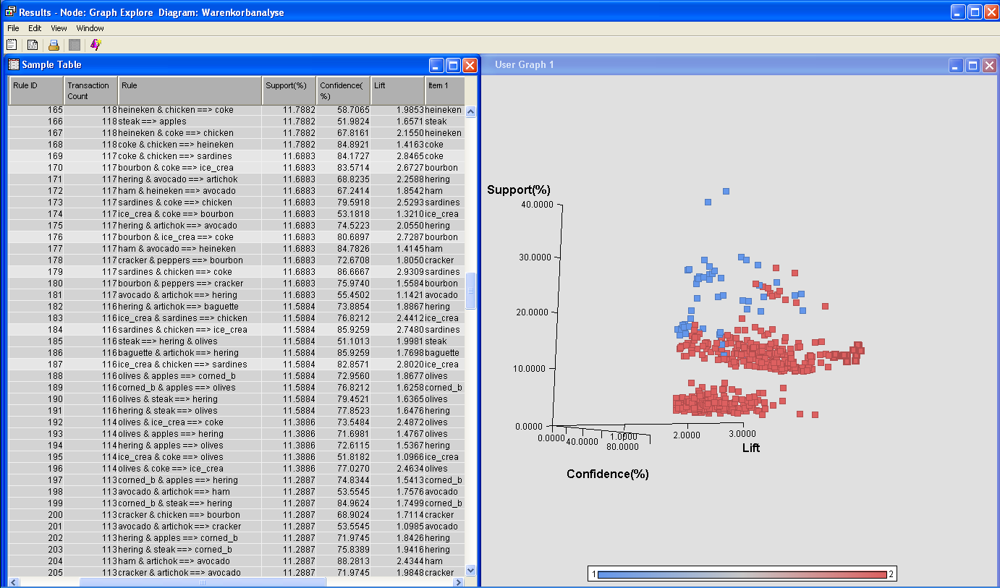 Results - Node: Graph Explore Diagram: Warenkorbanalyse
File Edit View Window
Sample Table
Rule ID Transaction Count Rule Support(%) Confidence(%) Lift Item 1
165 118 heineken & chicken ==> coke 11.7882 58.7065 1.9853 heineken
166 118 steak ==> apples 11.7882 51.9824 1.6571 steak
167 118 heineken & coke ==> chicken 11.7882 67.8161 2.1550 heineken
168 118 coke & chicken ==> heineken 11.7882 84.8921 1.4163 coke
169 117 coke & chicken ==> sardines 11.6883 84.1727 2.8465 coke
170 117 bourbon & coke ==> ice_crea 11.6883 83.5714 2.6727 bourbon
171 117 hering & avocado ==> artichok 11.6883 68.8235 2.2588 hering
172 117 ham & heineken ==> avocado 11.6883 67.2414 1.8542 ham
173 117 sardines & coke ==> chicken 11.6883 79.5918 2.5293 sardines
174 117 ice_crea & coke ==> bourbon 11.6883 53.1818 1.3210 ice_crea
175 117 hering & artichok ==> avocado 11.6883 74.5223 2.0550 hering
176 117 bourbon & ice_crea ==> coke 11.6883 80.6897 2.7287 bourbon
177 117 ham & avocado ==> heineken 11.6883 84.7826 1.4145 ham
178 117 cracker & peppers ==> bourbon 11.6883 72.6708 1.8050 cracker
179 117 sardines & chicken ==> coke 11.6883 86.6667 2.9309 sardines
180 117 bourbon & peppers ==> cracker 11.6883 75.9740 1.5584 bourbon
181 117 avocado & artichok ==> hering 11.6883 55.4502 1.1421 avocado
182 116 hering & artichok ==> baguette 11.5884 73.8854 1.8867 hering
183 116 ice_crea & sardines ==> chicken 11.5884 76.8212 2.4412 ice_crea
184 116 sardines & chicken ==> ice_crea 11.5884 85.9259 2.7480 sardines
185 116 steak ==> hering & olives 11.5884 51.1013 1.9981 steak
186 116 baguette & artichok ==> hering 11.5884 85.9259 1.7698 baguette
187 116 ice_crea & chicken ==> sardines 11.5884 82.8571 2.8020 ice_crea
188 116 olives & apples ==> corned_b 11.5884 72.9560 1.8677 olives
189 116 corned_b & apples ==> olives 11.5884 76.8212 1.6258 corned_b
190 116 olives & steak ==> hering 11.5884 79.4521 1.6365 olives
191 116 hering & steak ==> olives 11.5884 77.8523 1.6476 hering
192 114 olives & ice_crea ==> coke 11.3886 73.5484 2.4872 olives
193 114 olives & apples ==> hering 11.3886 71.6981 1.4767 olives
194 114 hering & apples ==> olives 11.3886 72.6115 1.5367 hering
195 114 ice_crea & coke ==> olives 11.3886 51.8182 1.0966 ice_crea
196 114 olives & coke ==> ice_crea 11.3886 77.0270 2.4634 olives
197 113 corned_b & apples ==> hering 11.2887 74.8344 1.5413 corned_b
198 113 avocado & artichok ==> ham 11.2887 53.5545 1.7576 avocado
199 113 corned_b & steak ==> hering 11.2887 84.9624 1.7499 corned_b
200 113 cracker & chicken ==> bourbon 11.2887 68.9024 1.7114 cracker
201 113 avocado & artichok ==> cracker 11.2887 53.5545 1.0985 avocado
202 113 hering & apples ==> corned_b 11.2887 71.9745 1.8426 hering
203 113 hering & steak ==> corned_b 11.2887 75.8389 1.9416 hering
204 113 ham & artichok ==> avocado 11.2887 88.2813 2.4344 ham
205 113 cracker & artichok ==> avocado 11.2887 71.9745 1.9848 cracker
User Graph 1
Support(%)
40.0000
30.0000
20.0000
10.0000
0.0000
0.0000 40.0000 80.0000
1.0000 2.0000 3.0000
Lift
Confidence(%)
1 2